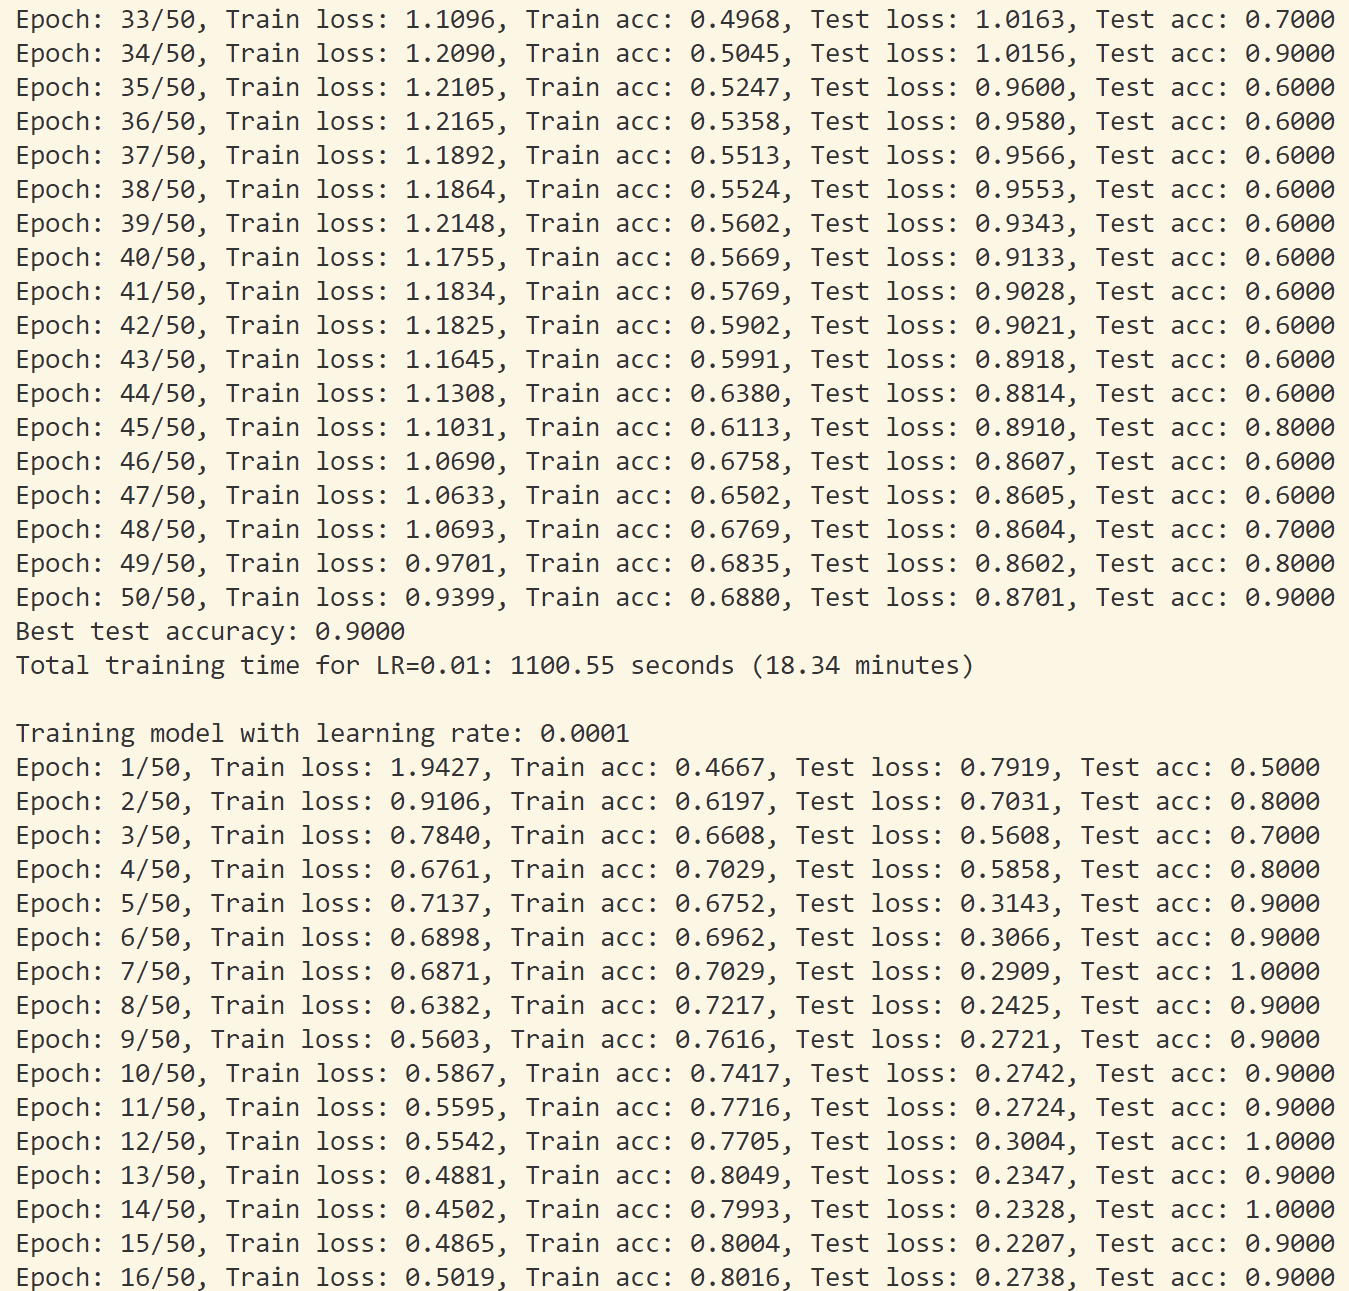 Epoch: 33/50, Train loss: 1.1096, Train acc: 0.4968, Test loss: 1.0163, Test acc: 0.7000
Epoch: 34/50, Train loss: 1.2090, Train acc: 0.5045, Test loss: 1.0156, Test acc: 0.9000
Epoch: 35/50, Train loss: 1.2105, Train acc: 0.5247, Test loss: 0.9600, Test acc: 0.6000
Epoch: 36/50, Train loss: 1.2165, Train acc: 0.5358, Test loss: 0.9580, Test acc: 0.6000
Epoch: 37/50, Train loss: 1.1892, Train acc: 0.5513, Test loss: 0.9566, Test acc: 0.6000
Epoch: 38/50, Train loss: 1.1864, Train acc: 0.5524, Test loss: 0.9553, Test acc: 0.6000
Epoch: 39/50, Train loss: 1.2148, Train acc: 0.5602, Test loss: 0.9343, Test acc: 0.6000
Epoch: 40/50, Train loss: 1.1755, Train acc: 0.5669, Test loss: 0.9133, Test acc: 0.6000
Epoch: 41/50, Train loss: 1.1834, Train acc: 0.5769, Test loss: 0.9028, Test acc: 0.6000
Epoch: 42/50, Train loss: 1.1825, Train acc: 0.5902, Test loss: 0.9021, Test acc: 0.6000
Epoch: 43/50, Train loss: 1.1645, Train acc: 0.5991, Test loss: 0.8918, Test acc: 0.6000
Epoch: 44/50, Train loss: 1.1308, Train acc: 0.6380, Test loss: 0.8814, Test acc: 0.6000
Epoch: 45/50, Train loss: 1.1031, Train acc: 0.6113, Test loss: 0.8910, Test acc: 0.8000
Epoch: 46/50, Train loss: 1.0690, Train acc: 0.6758, Test loss: 0.8607, Test acc: 0.6000
Epoch: 47/50, Train loss: 1.0633, Train acc: 0.6502, Test loss: 0.8605, Test acc: 0.6000
Epoch: 48/50, Train loss: 1.0693, Train acc: 0.6769, Test loss: 0.8604, Test acc: 0.7000
Epoch: 49/50, Train loss: 0.9701, Train acc: 0.6835, Test loss: 0.8602, Test acc: 0.8000
Epoch: 50/50, Train loss: 0.9399, Train acc: 0.6880, Test loss: 0.8701, Test acc: 0.9000
Best test accuracy: 0.9000
Total training time for LR=0.01: 1100.55 seconds (18.34 minutes)
Training model with learning rate: 0.0001
Epoch: 1/50, Train loss: 1.9427, Train acc: 0.4667, Test loss: 0.7919, Test acc: 0.5000
Epoch: 2/50, Train loss: 0.9106, Train acc: 0.6197, Test loss: 0.7031, Test acc: 0.8000
Epoch: 3/50, Train loss: 0.7840, Train acc: 0.6608, Test loss: 0.5608, Test acc: 0.7000
Epoch: 4/50, Train loss: 0.6761, Train acc: 0.7029, Test loss: 0.5858, Test acc: 0.8000
Epoch: 5/50, Train loss: 0.7137, Train acc: 0.6752, Test loss: 0.3143, Test acc: 0.9000
Epoch: 6/50, Train loss: 0.6898, Train acc: 0.6962, Test loss: 0.3066, Test acc: 0.9000
Epoch: 7/50, Train loss: 0.6871, Train acc: 0.7029, Test loss: 0.2909, Test acc: 1.0000
Epoch: 8/50, Train loss: 0.6382, Train acc: 0.7217, Test loss: 0.2425, Test acc: 0.9000
Epoch: 9/50, Train loss: 0.5603, Train acc: 0.7616, Test loss: 0.2721, Test acc: 0.9000
Epoch: 10/50, Train loss: 0.5867, Train acc: 0.7417, Test loss: 0.2742, Test acc: 0.9000
Epoch: 11/50, Train loss: 0.5595, Train acc: 0.7716, Test loss: 0.2724, Test acc: 0.9000
Epoch: 12/50, Train loss: 0.5542, Train acc: 0.7705, Test loss: 0.3004, Test acc: 1.0000
Epoch: 13/50, Train loss: 0.4881, Train acc: 0.8049, Test loss: 0.2347, Test acc: 0.9000
Epoch: 14/50, Train loss: 0.4502, Train acc: 0.7993, Test loss: 0.2328, Test acc: 1.0000
Epoch: 15/50, Train loss: 0.4865, Train acc: 0.8004, Test loss: 0.2207, Test acc: 0.9000
Epoch: 16/50, Train loss: 0.5019, Train acc: 0.8016, Test loss: 0.2738, Test acc: 0.9000